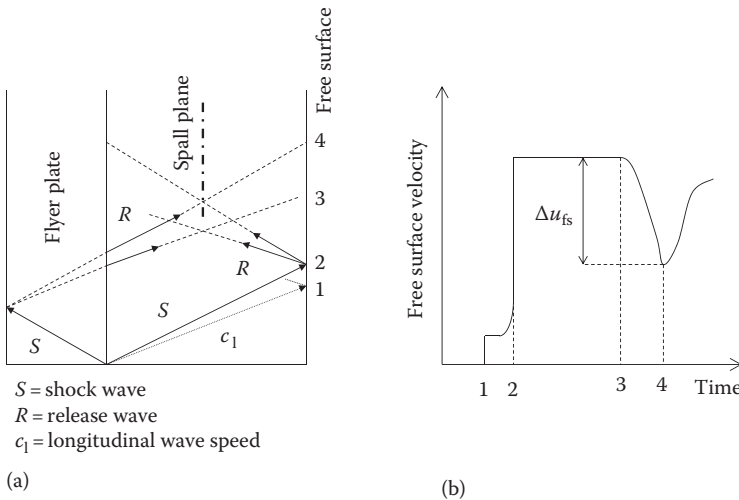 Flyer plate
Spall plane
Free surface
4
3
2
1
R
R
S
S
c₁
S = shock wave
R = release wave
c₁ = longitudinal wave speed
(a)
Free surface velocity
Δu_fs
1
2
3
4
Time
(b)